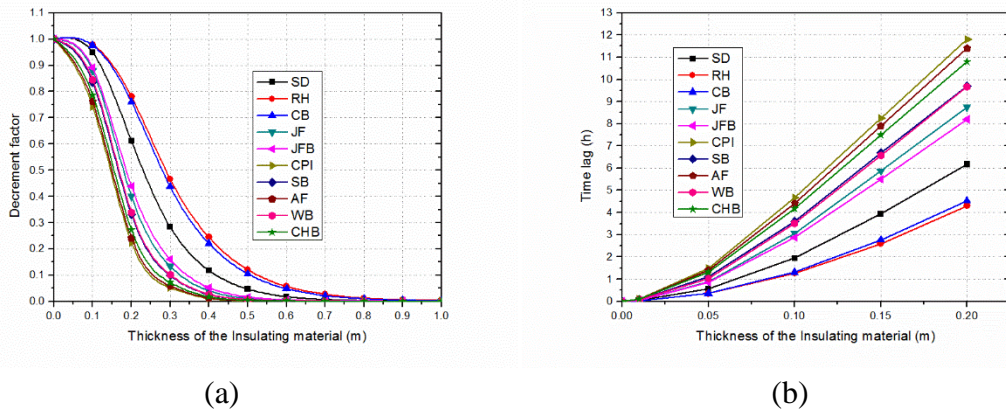 1.1
1.0
0.9
0.8
0.7
0.6
0.5
0.4
0.3
0.2
0.1
0.0
Decrement factor
SD
RH
CB
JF
JFB
CPI
SB
AF
WB
CHB
0.0 0.1 0.2 0.3 0.4 0.5 0.6 0.7 0.8 0.9 1.0
Thickness of the Insulating material (m)
(a)
13
12
11
10
9
8
7
6
5
4
3
2
1
0
Time lag (h)
SD
RH
CB
JF
JFB
CPI
SB
AF
WB
CHB
0.00 0.05 0.10 0.15 0.20
Thickness of the Insulating material (m)
(b)